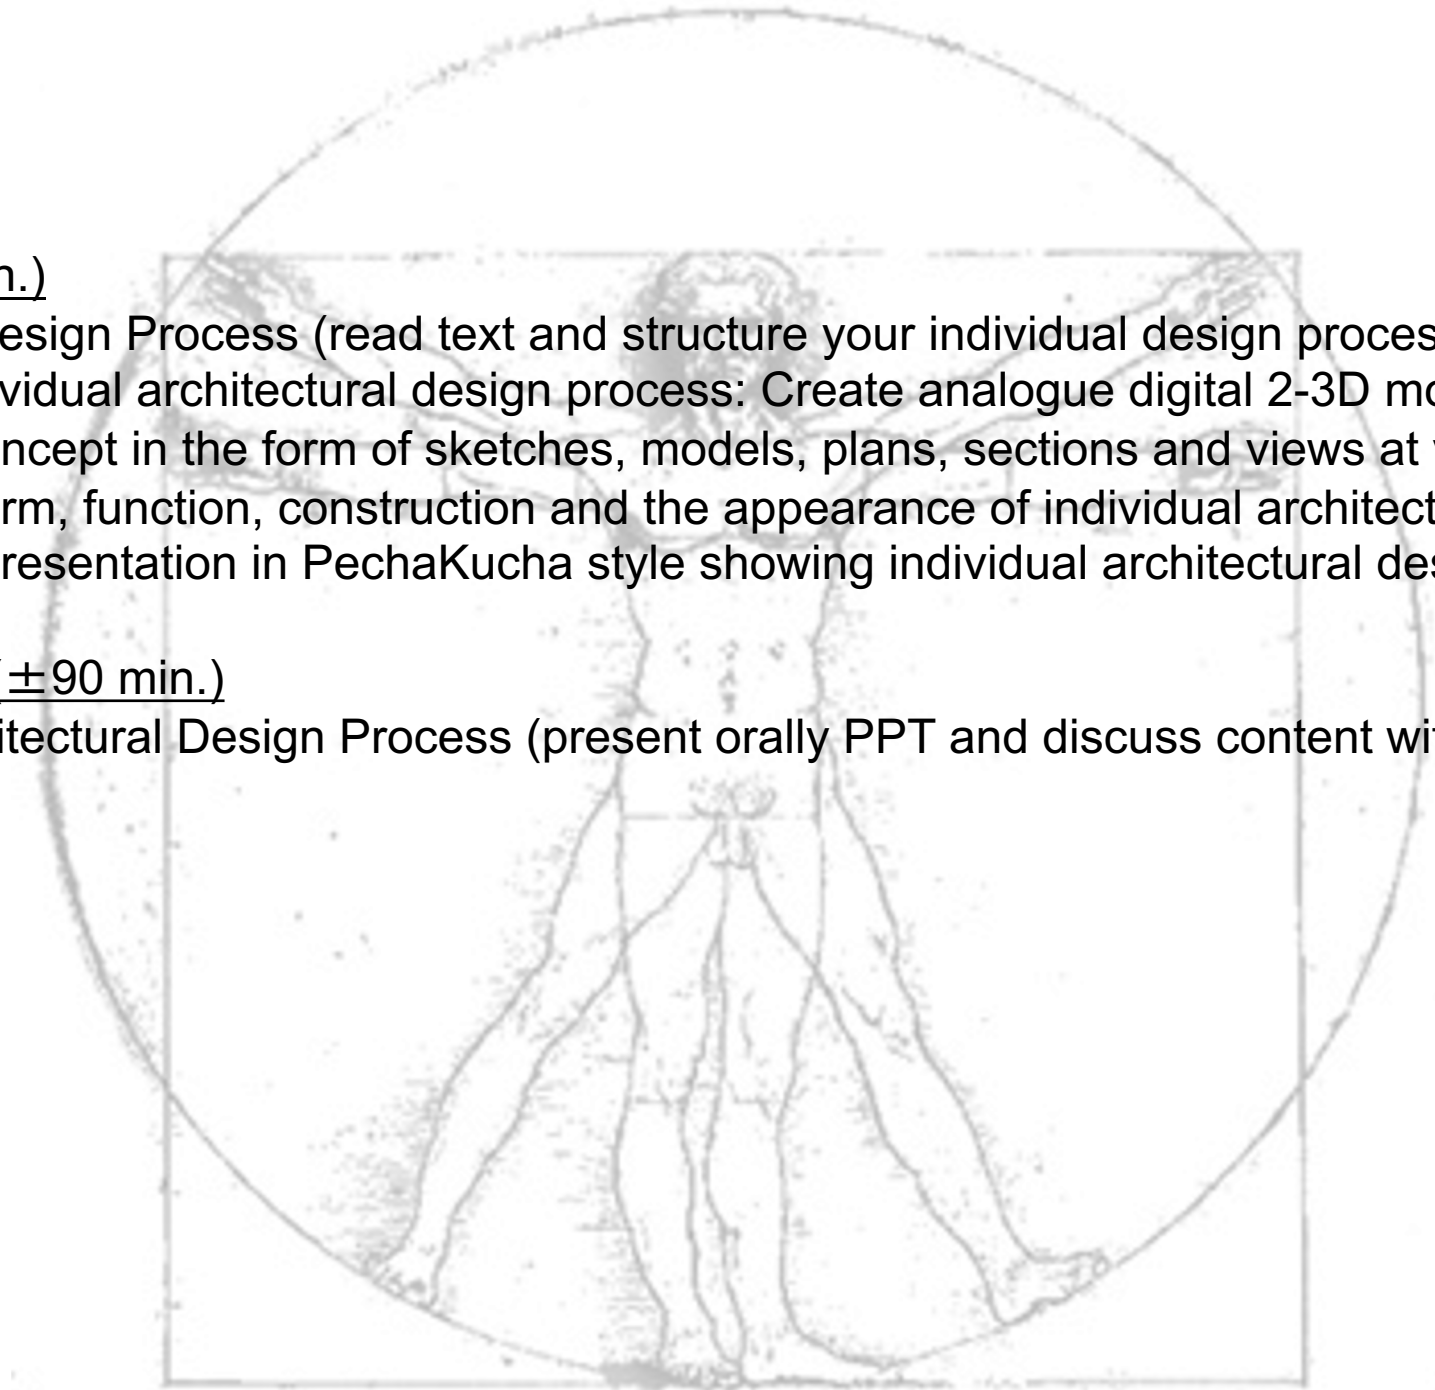 n.)
esign Process (read text and structure your individual design proces
vidual architectural design process: Create analogue digital 2-3D mo
ncept in the form of sketches, models, plans, sections and views at
rm, function, construction and the appearance of individual architect
resentation in PechaKucha style showing individual architectural des
(±90 min.)
itectural Design Process (present orally PPT and discuss content wit